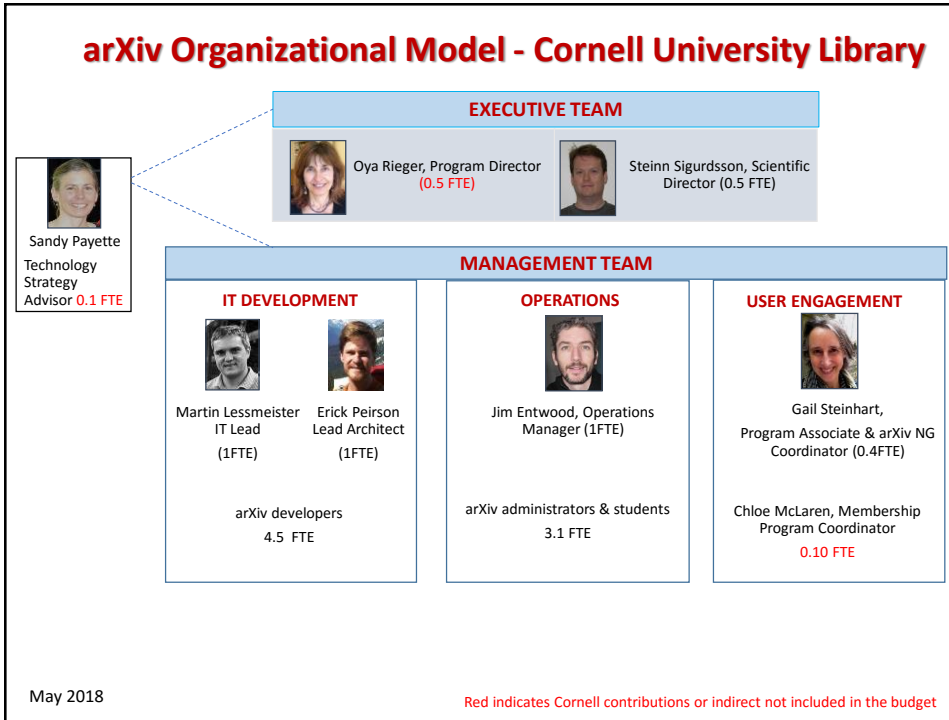 arXiv Organizational Model - Cornell University Library
EXECUTIVE TEAM
Oya Rieger, Program Director
(0.5 FTE)
Steinn Sigurdsson, Scientific
Director (0.5 FTE)
Sandy Payette
Technology
Strategy
Advisor 0.1 FTE
MANAGEMENT TEAM
IT DEVELOPMENT
Martin Lessmeister
IT Lead
(1FTE)
Erick Peirson
Lead Architect
(1FTE)
arXiv developers
4.5 FTE
OPERATIONS
Jim Entwood, Operations
Manager (1FTE)
arXiv administrators & students
3.1 FTE
USER ENGAGEMENT
Gail Steinhart,
Program Associate & arXiv NG
Coordinator (0.4FTE)
Chloe McLaren, Membership
Program Coordinator
0.10 FTE
May 2018
Red indicates Cornell contributions or indirect not included in the budget